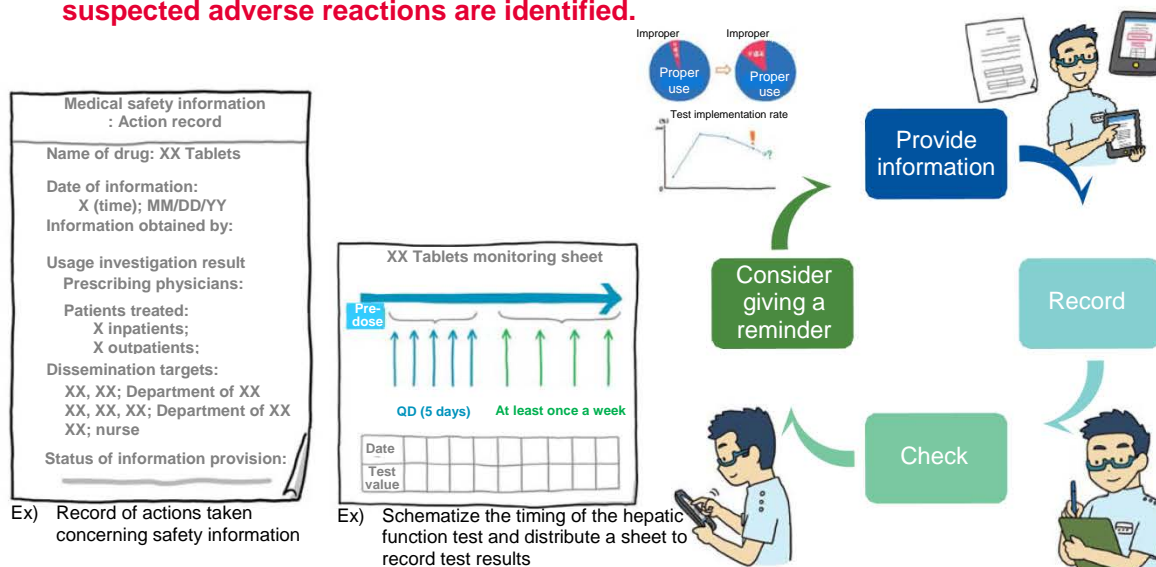 suspected adverse reactions are identified.
Medical safety information
: Action record
Name of drug: XX Tablets
Date of information:
X (time); MM/DD/YY
Information obtained by:
Usage investigation result
Prescribing physicians:
Patients treated:
X inpatients;
X outpatients;
Dissemination targets:
XX, XX; Department of XX
XX, XX, XX; Department of XX
XX; nurse
Status of information provision:
Ex) Record of actions taken
concerning safety information
XX Tablets monitoring sheet
Pre-
dose
QD (5 days)
At least once a week
Date
Test
value
Ex) Schematize the timing of the hepatic
function test and distribute a sheet to
record test results
Improper
Improper
Proper
use
Proper
use
Test implementation rate
!
?
0
Provide
information
Record
Check
Consider
giving a
reminder